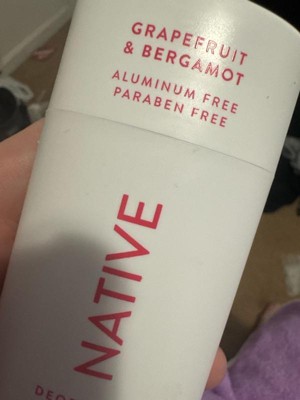 GRAPEFRUIT
& BERGAMOT
ALUMINUM FREE
PARABEN FREE
NATIVE